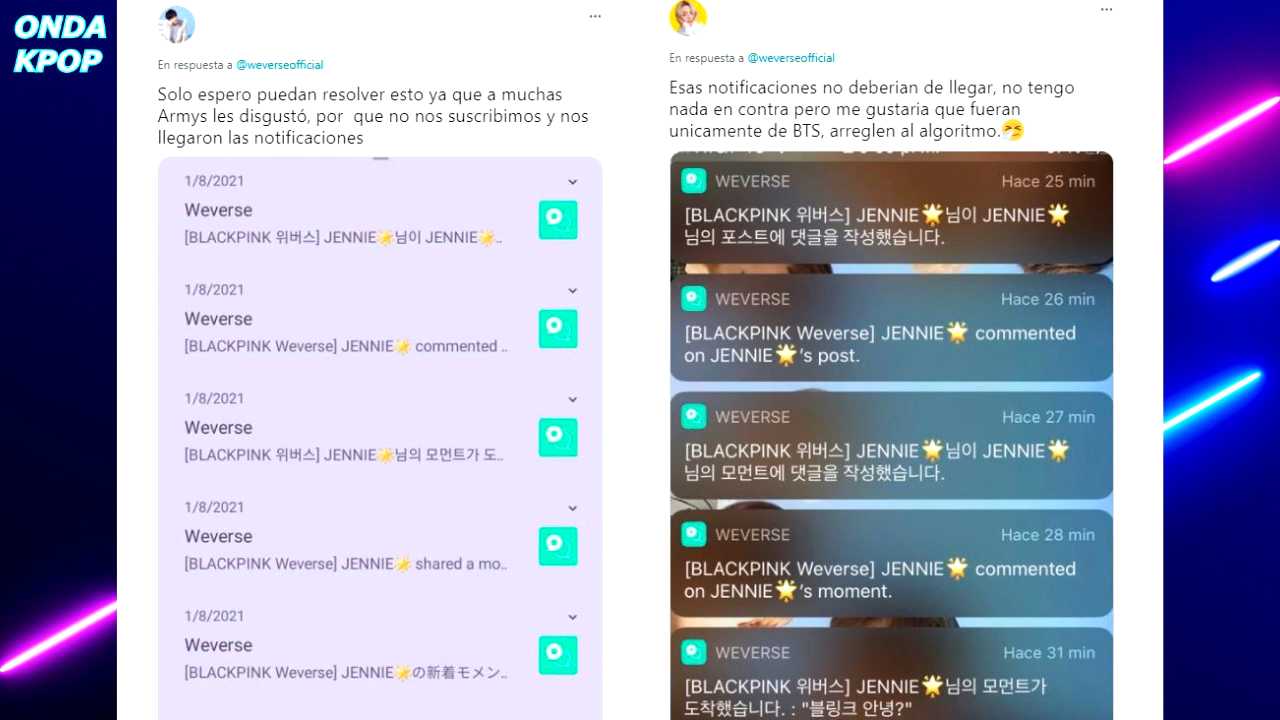 ONDA
KPOP
En respuesta a @weverseofficial
Solo espero puedan resolver esto ya que a muchas
Armys les disgustó, por que no nos suscribimos y nos
llegaron las notificaciones
1/8/2021
Weverse
[BLACKPINK 위버스] JENNIE🌟님이 JENNIE🌟..
1/8/2021
Weverse
[BLACKPINK Weverse] JENNIE🌟 commented ..
1/8/2021
Weverse
[BLACKPINK 위버스] JENNIE🌟님의 모먼트가 도..
1/8/2021
Weverse
[BLACKPINK Weverse] JENNIE🌟 shared a mo..
1/8/2021
Weverse
[BLACKPINK Weverse] JENNIE🌟の新着モメン..
En respuesta a @weverseofficial
Esas notificaciones no deberian de llegar, no tengo
nada en contra pero me gustaria que fueran
unicamente de BTS, arreglen al algoritmo.🤧
WEVERSE Hace 25 min
[BLACKPINK 위버스] JENNIE🌟님이 JENNIE🌟
님의 포스트에 댓글을 작성했습니다.
WEVERSE Hace 26 min
[BLACKPINK Weverse] JENNIE🌟 commented
on JENNIE🌟's post.
WEVERSE Hace 27 min
[BLACKPINK 위버스] JENNIE🌟님이 JENNIE🌟
님의 모먼트에 댓글을 작성했습니다.
WEVERSE Hace 28 min
[BLACKPINK Weverse] JENNIE🌟 commented
on JENNIE🌟's moment.
WEVERSE Hace 31 min
[BLACKPINK 위버스] JENNIE🌟님의 모먼트가
도착했습니다. : "블링크 안녕?"